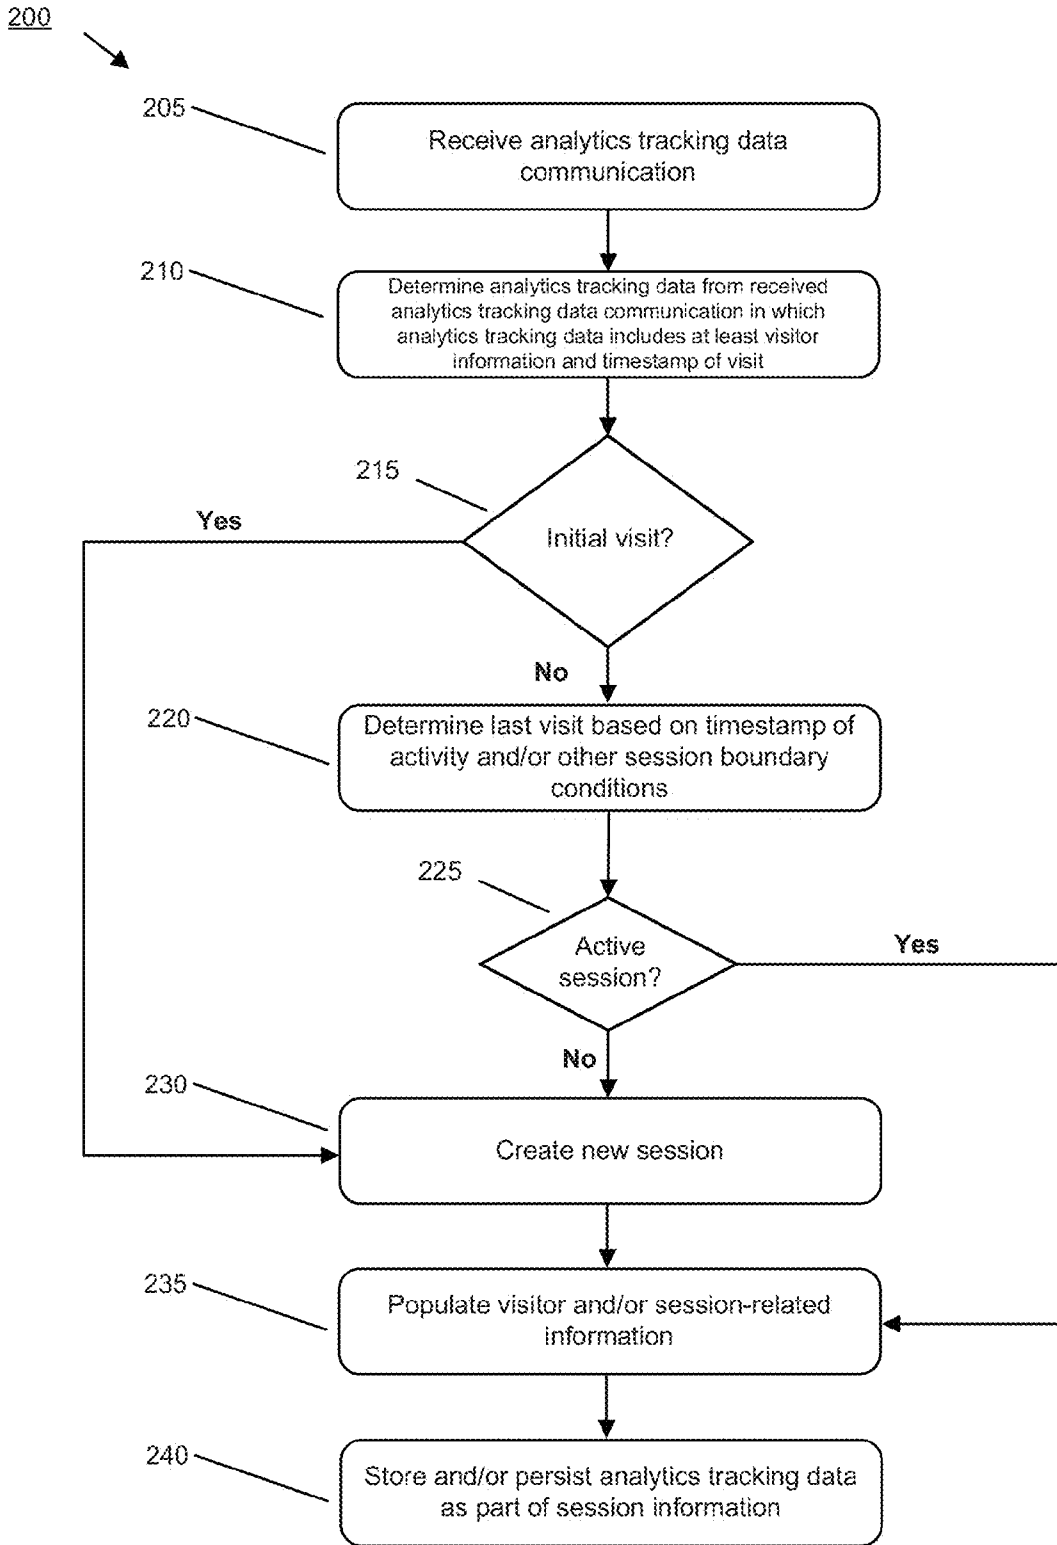 200
205
Receive analytics tracking data
communication
210
Determine analytics tracking data from received
analytics tracking data communication in which
analytics tracking data includes at least visitor
information and timestamp of visit
215
Yes
Initial visit?
No
220
Determine last visit based on timestamp of
activity and/or other session boundary
conditions
225
Active
session?
Yes
No
230
Create new session
235
Populate visitor and/or session-related
information
240
Store and/or persist analytics tracking data
as part of session information